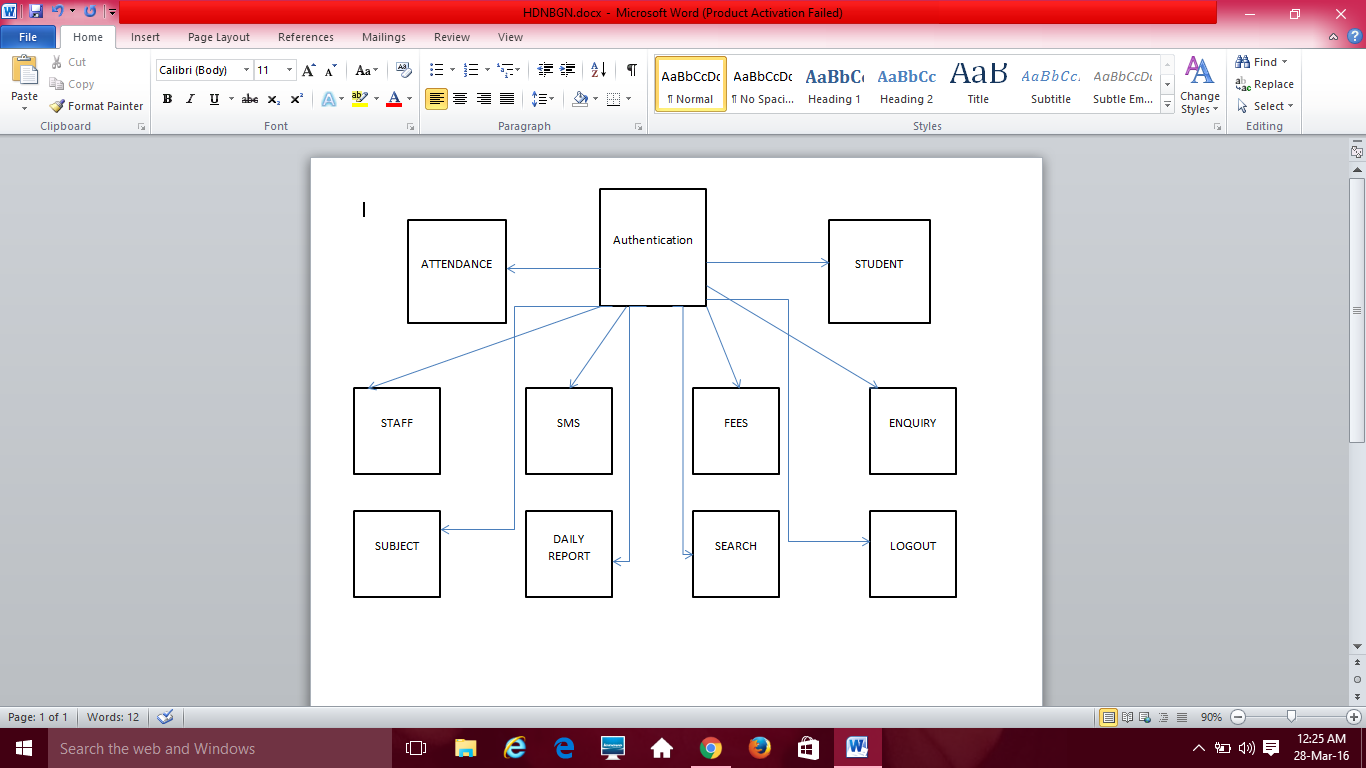 HDNBGN.docx - Microsoft Word (Product Activation Failed)
File Home Insert Page Layout References Mailings Review View
Paste
Cut
Copy
Format Painter
Clipboard
Calibri (Body) 11
B I U abc x₂ x² A ab A
Font
Paragraph
AaBbCcDc AaBbCcDc AaBbC AaBbCc AaB AaBbCc. AaBbCcDc
¶ Normal ¶ No Spaci... Heading 1 Heading 2 Title Subtitle Subtle Em...
Change
Styles
Styles
Find
Replace
Select
Editing
Authentication
ATTENDANCE
STUDENT
STAFF
SMS
FEES
ENQUIRY
SUBJECT
DAILY
REPORT
SEARCH
LOGOUT
Page: 1 of 1 Words: 12 90%
Search the web and Windows
12:25 AM
28-Mar-16